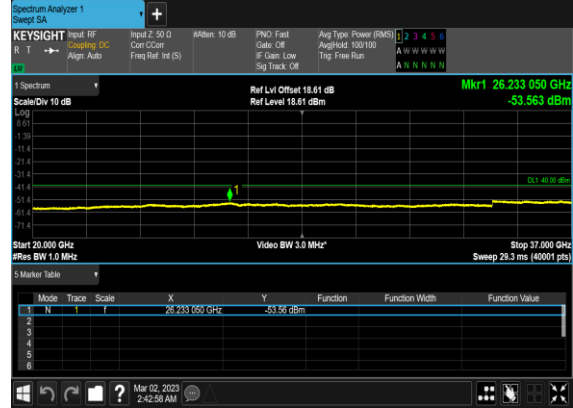 Spectrum Analyzer 1
Swept SA
+
KEYSIGHT Input: RF Input Z: 50 Ω #Atten: 10 dB PNO: Fast Avg Type: Power (RMS) 1 2 3 4 5 6
R T Coupling: DC Corr CCorr Gate: Off Avg|Hold: 100/100 A W W W W W
Align: Auto Freq Ref: Int (S) IF Gain: Low Trig: Free Run
LU Sig Track: Off A N N N N N
1 Spectrum Ref Lvl Offset 18.61 dB Mkr1 26.233 050 GHz
Scale/Div 10 dB Ref Level 18.61 dBm -53.563 dBm
Log
8.61
-1.39
-11.4
-21.4
-31.4
DL1 -40.00 dBm
-41.4
1
-51.4
-61.4
-71.4
Start 20.000 GHz Video BW 3.0 MHz* Stop 37.000 GHz
#Res BW 1.0 MHz Sweep 29.3 ms (40001 pts)
5 Marker Table
Mode Trace Scale X Y Function Function Width Function Value
1 N 1 f 26.233 050 GHz -53.56 dBm
2
3
4
5
6
? Mar 02, 2023
2:42:58 AM